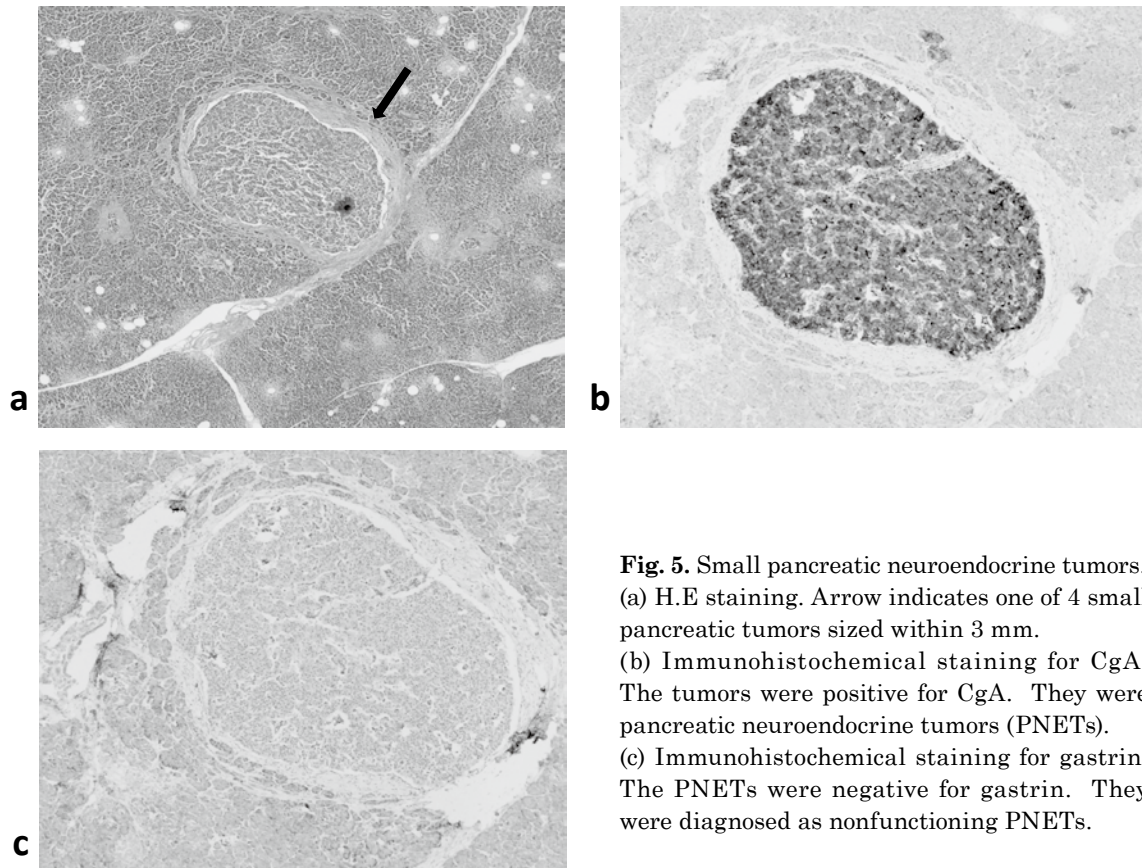 a
b
c
Fig. 5. Small pancreatic neuroendocrine tumors.
(a) H.E staining. Arrow indicates one of 4 small
pancreatic tumors sized within 3 mm.
(b) Immunohistochemical staining for CgA.
The tumors were positive for CgA. They were
pancreatic neuroendocrine tumors (PNETs).
(c) Immunohistochemical staining for gastrin.
The PNETs were negative for gastrin. They
were diagnosed as nonfunctioning PNETs.